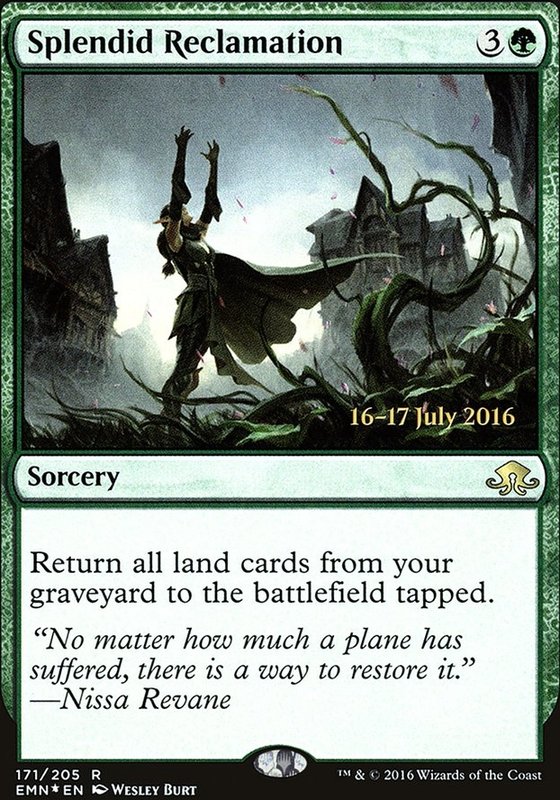 Splendid Reclamation 3
16–17 July 2016
Sorcery
Return all land cards from your
graveyard to the battlefield tapped.
“No matter how much a plane has
suffered, there is a way to restore it.”
—Nissa Revane
171/205 R
EMN★EN Wesley Burt
™ & © 2016 Wizards of the Coast